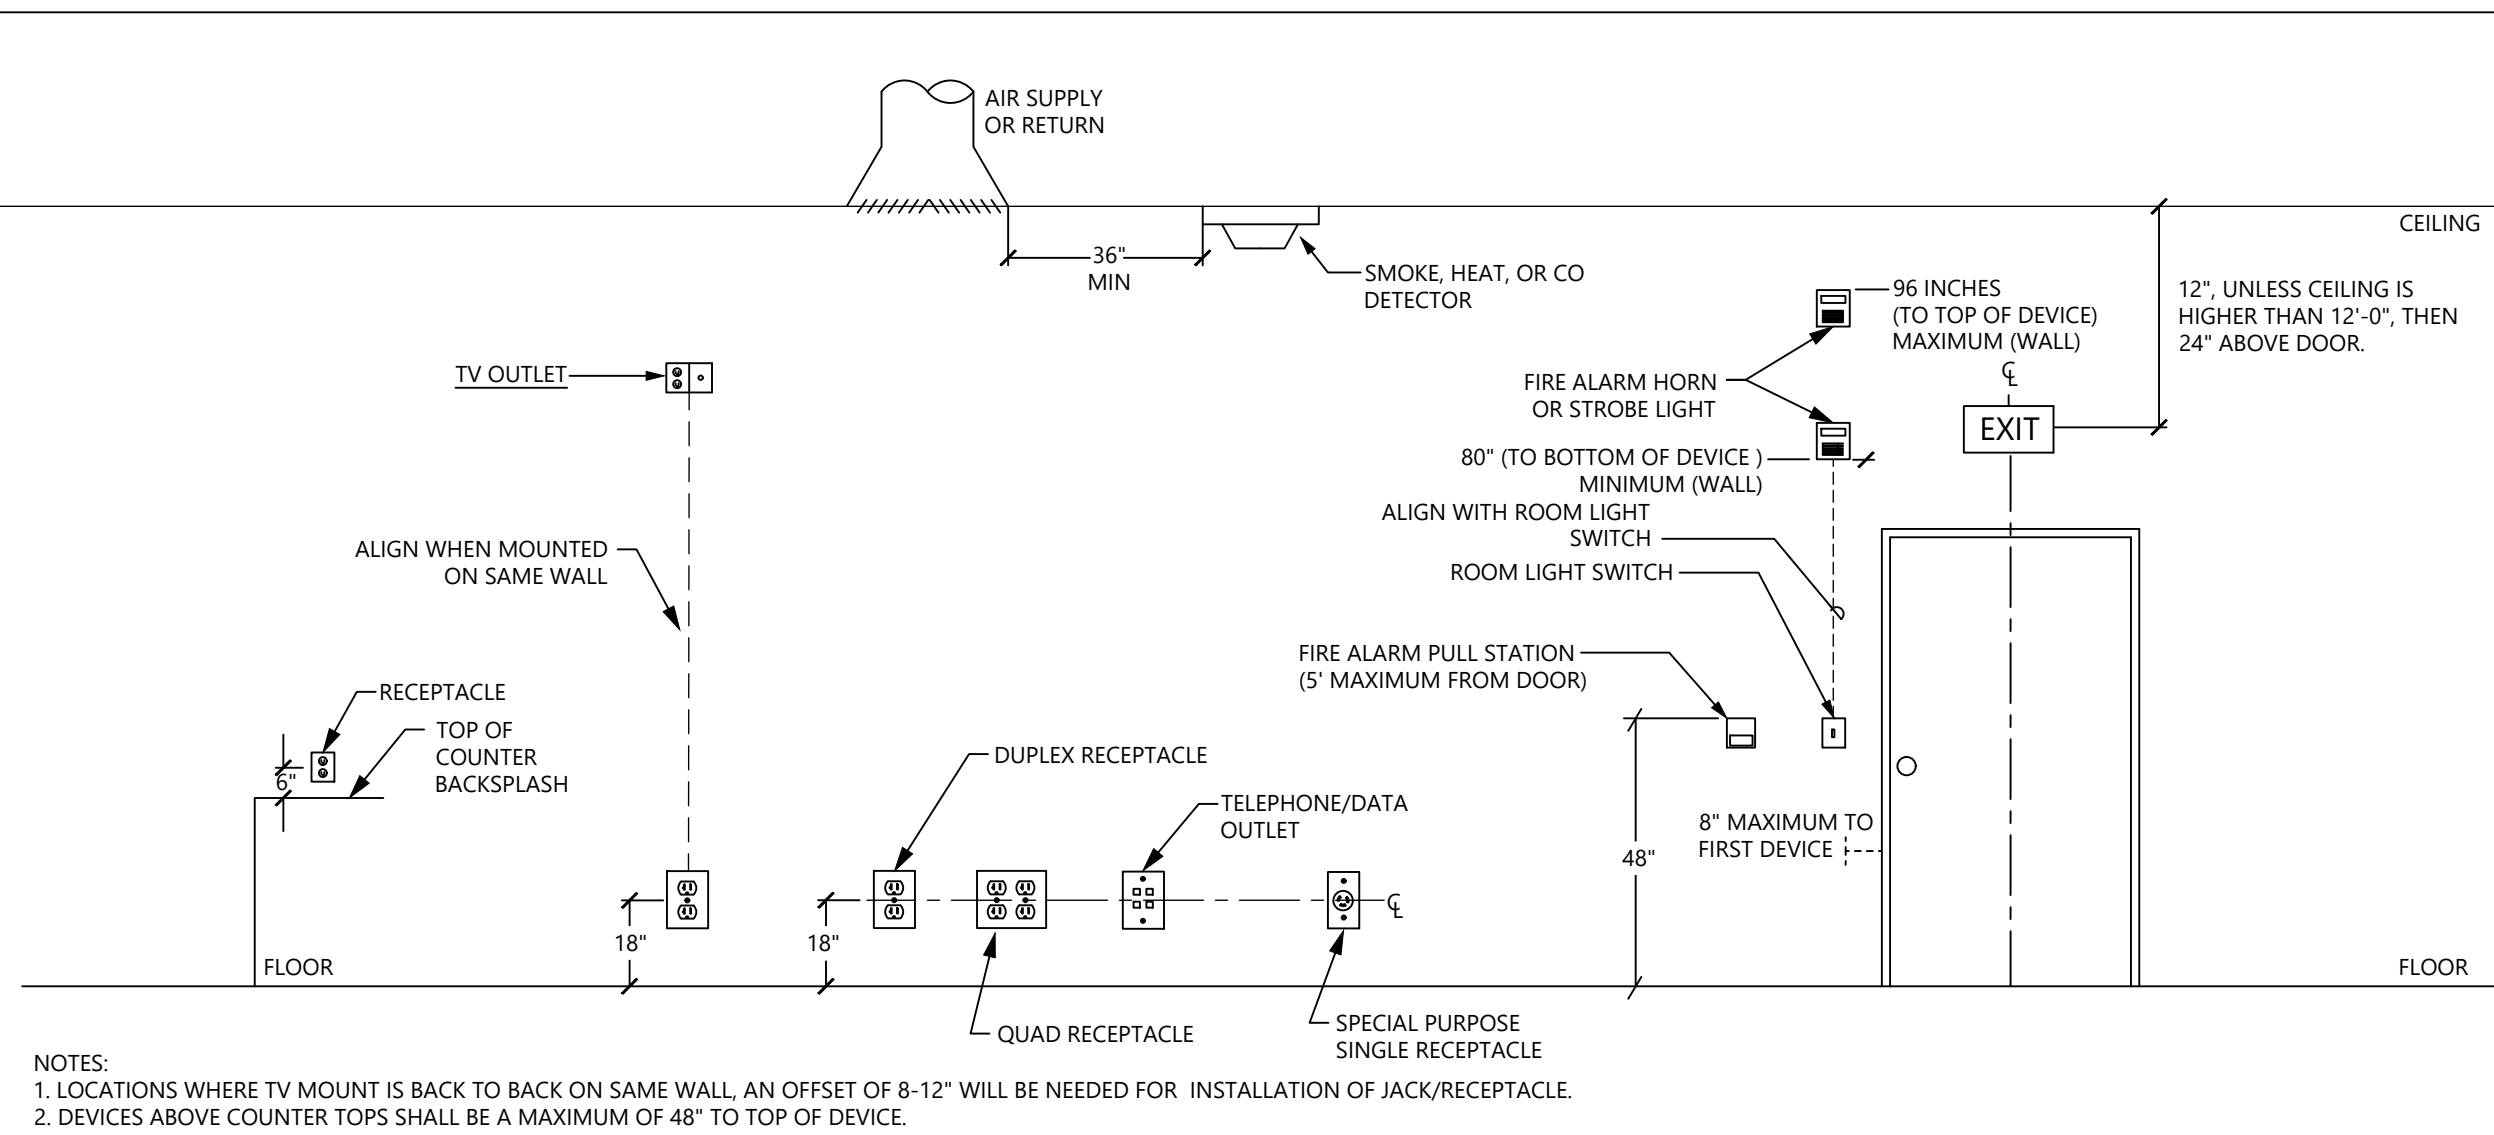 AIR SUPPLY
OR RETURN
CEILING
36"
MIN
SMOKE, HEAT, OR CO
DETECTOR
96 INCHES
(TO TOP OF DEVICE)
MAXIMUM (WALL)
12", UNLESS CEILING IS
HIGHER THAN 12'-0", THEN
24" ABOVE DOOR.
TV OUTLET
FIRE ALARM HORN
OR STROBE LIGHT
℄
EXIT
80" (TO BOTTOM OF DEVICE )
MINIMUM (WALL)
ALIGN WITH ROOM LIGHT
SWITCH
ROOM LIGHT SWITCH
ALIGN WHEN MOUNTED
ON SAME WALL
FIRE ALARM PULL STATION
(5' MAXIMUM FROM DOOR)
RECEPTACLE
TOP OF
COUNTER
BACKSPLASH
6"
DUPLEX RECEPTACLE
TELEPHONE/DATA
OUTLET
8" MAXIMUM TO
FIRST DEVICE
48"
℄
18"
18"
FLOOR
FLOOR
QUAD RECEPTACLE
SPECIAL PURPOSE
SINGLE RECEPTACLE
NOTES:
1. LOCATIONS WHERE TV MOUNT IS BACK TO BACK ON SAME WALL, AN OFFSET OF 8-12" WILL BE NEEDED FOR  INSTALLATION OF JACK/RECEPTACLE.
2. DEVICES ABOVE COUNTER TOPS SHALL BE A MAXIMUM OF 48" TO TOP OF DEVICE.